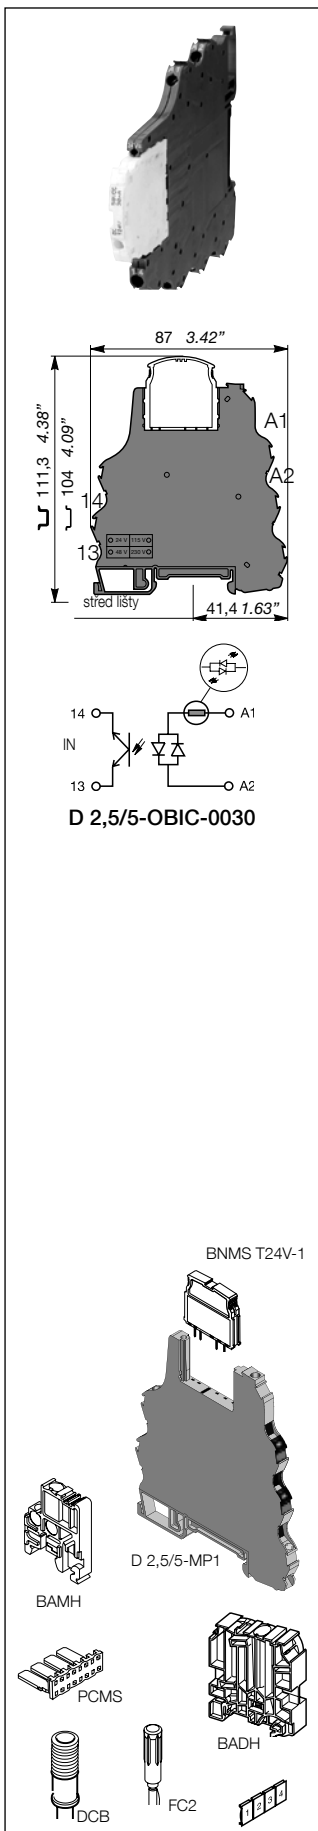 87 3.42"
111,3 4.38"
104 4.09"
A1
A2
14
13
24 V 115 V
48 V 230 V
střed lišty
41,4 1.63"
14
A1
IN
13
A2
D 2,5/5-OBIC-0030
BNMS T24V-1
D 2,5/5-MP1
BAMH
PCMS
BADH
DCB
FC2
1 2 3 4